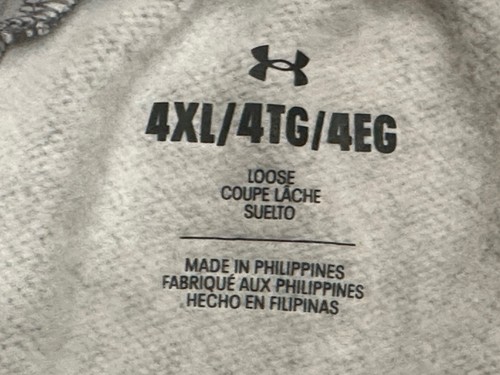 4XL/4TG/4EG
LOOSE
COUPE LÂCHE
SUELTO
MADE IN PHILIPPINES
FABRIQUÉ AUX PHILIPPINES
HECHO EN FILIPINAS